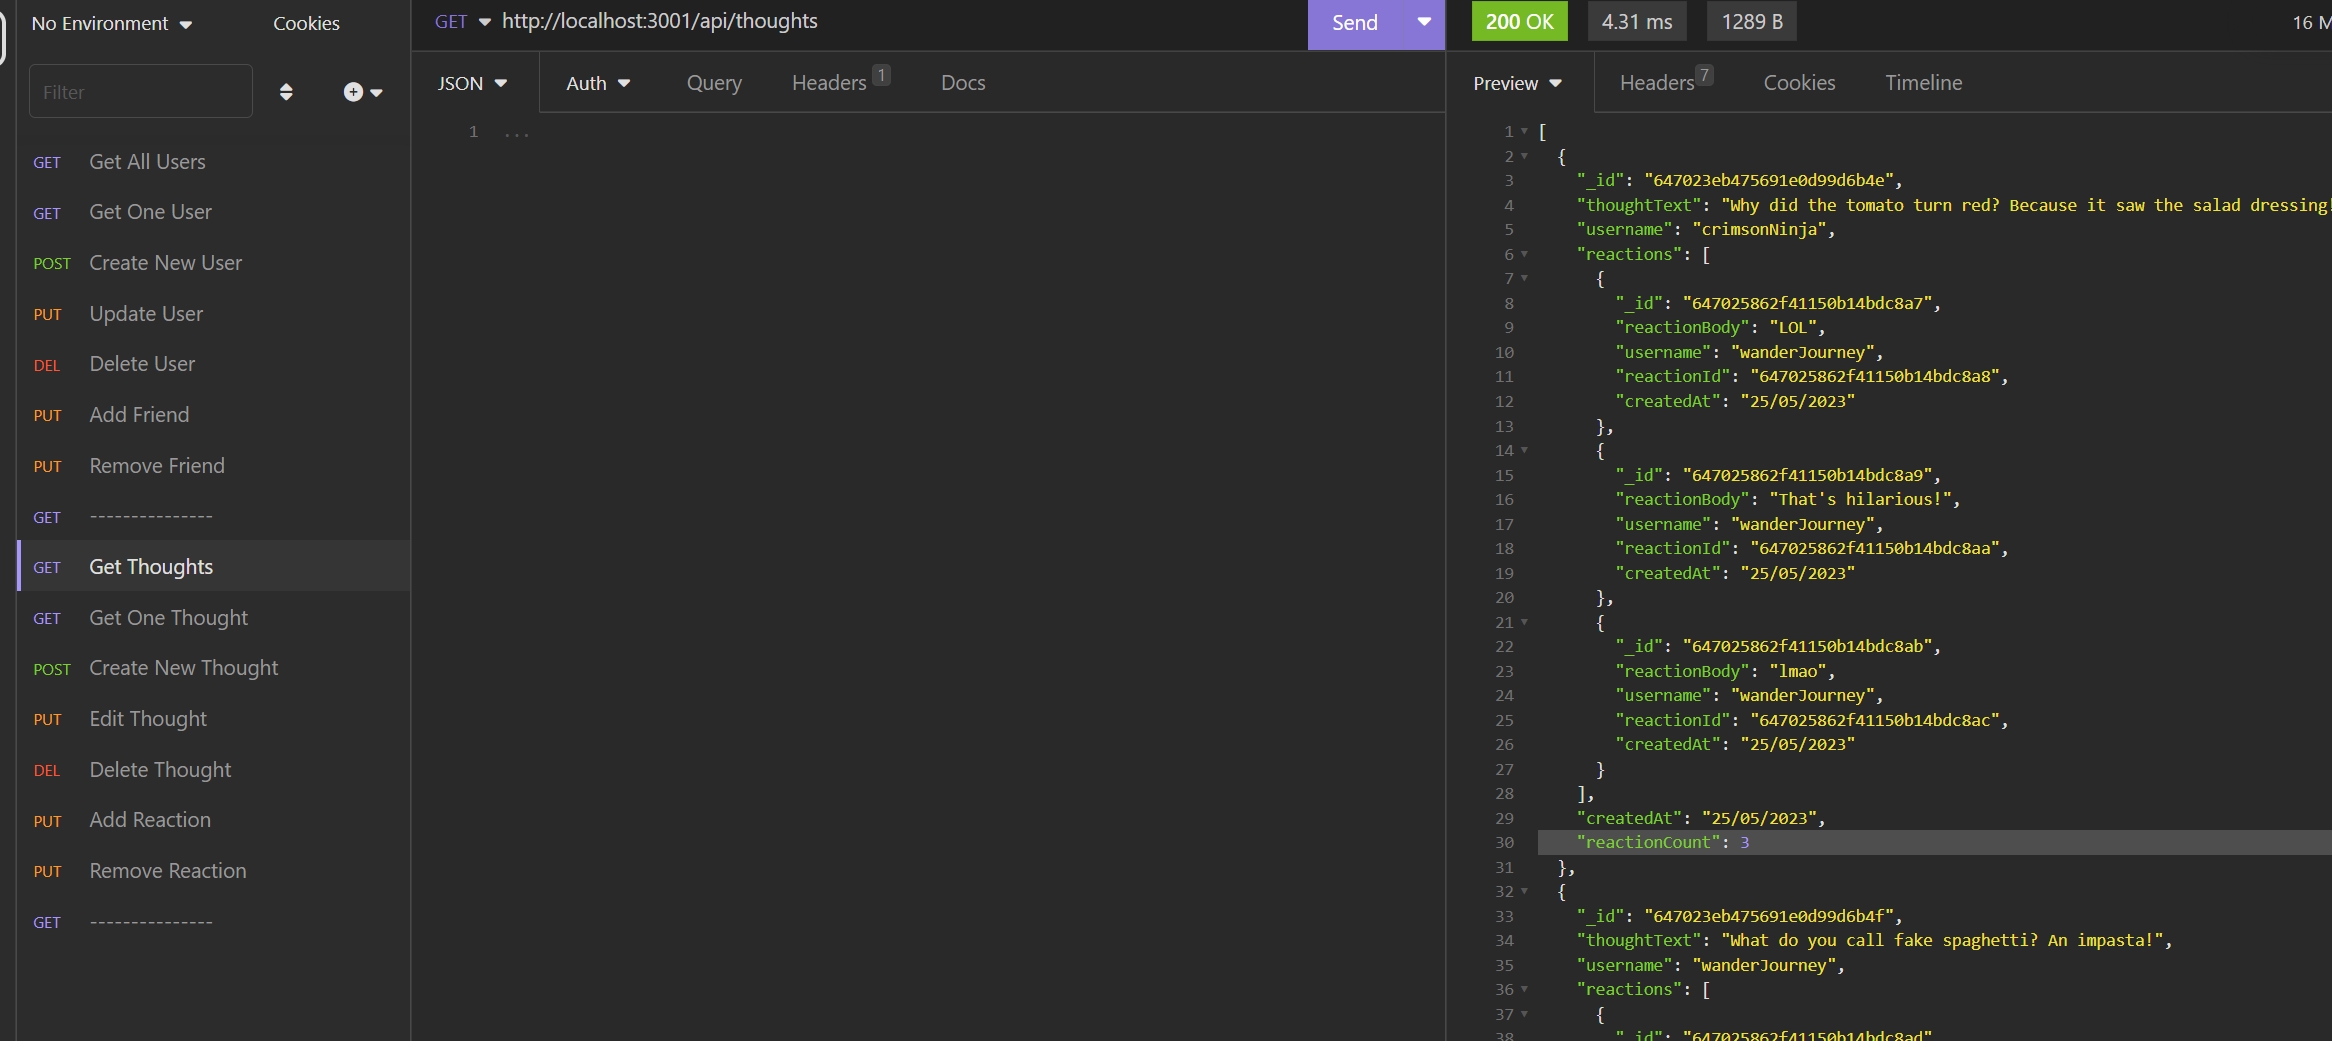 No Environment Cookies
Filter
GET Get All Users
GET Get One User
POST Create New User
PUT Update User
DEL Delete User
PUT Add Friend
PUT Remove Friend
GET ---------------
GET Get Thoughts
GET Get One Thought
POST Create New Thought
PUT Edit Thought
DEL Delete Thought
PUT Add Reaction
PUT Remove Reaction
GET ---------------
GET http://localhost:3001/api/thoughts Send
JSON Auth Query Headers 1 Docs
1 ...
200 OK 4.31 ms 1289 B 16 M
Preview Headers 7 Cookies Timeline
1 [
2 {
3 "_id": "647023eb475691e0d99d6b4e",
4 "thoughtText": "Why did the tomato turn red? Because it saw the salad dressing!
5 "username": "crimsonNinja",
6 "reactions": [
7 {
8 "_id": "647025862f41150b14bdc8a7",
9 "reactionBody": "LOL",
10 "username": "wanderJourney",
11 "reactionId": "647025862f41150b14bdc8a8",
12 "createdAt": "25/05/2023"
13 },
14 {
15 "_id": "647025862f41150b14bdc8a9",
16 "reactionBody": "That's hilarious!",
17 "username": "wanderJourney",
18 "reactionId": "647025862f41150b14bdc8aa",
19 "createdAt": "25/05/2023"
20 },
21 {
22 "_id": "647025862f41150b14bdc8ab",
23 "reactionBody": "lmao",
24 "username": "wanderJourney",
25 "reactionId": "647025862f41150b14bdc8ac",
26 "createdAt": "25/05/2023"
27 }
28 ],
29 "createdAt": "25/05/2023",
30 "reactionCount": 3
31 },
32 {
33 "_id": "647023eb475691e0d99d6b4f",
34 "thoughtText": "What do you call fake spaghetti? An impasta!",
35 "username": "wanderJourney",
36 "reactions": [
37 {
38 "_id": "647025862f41150b14bdc8ad"